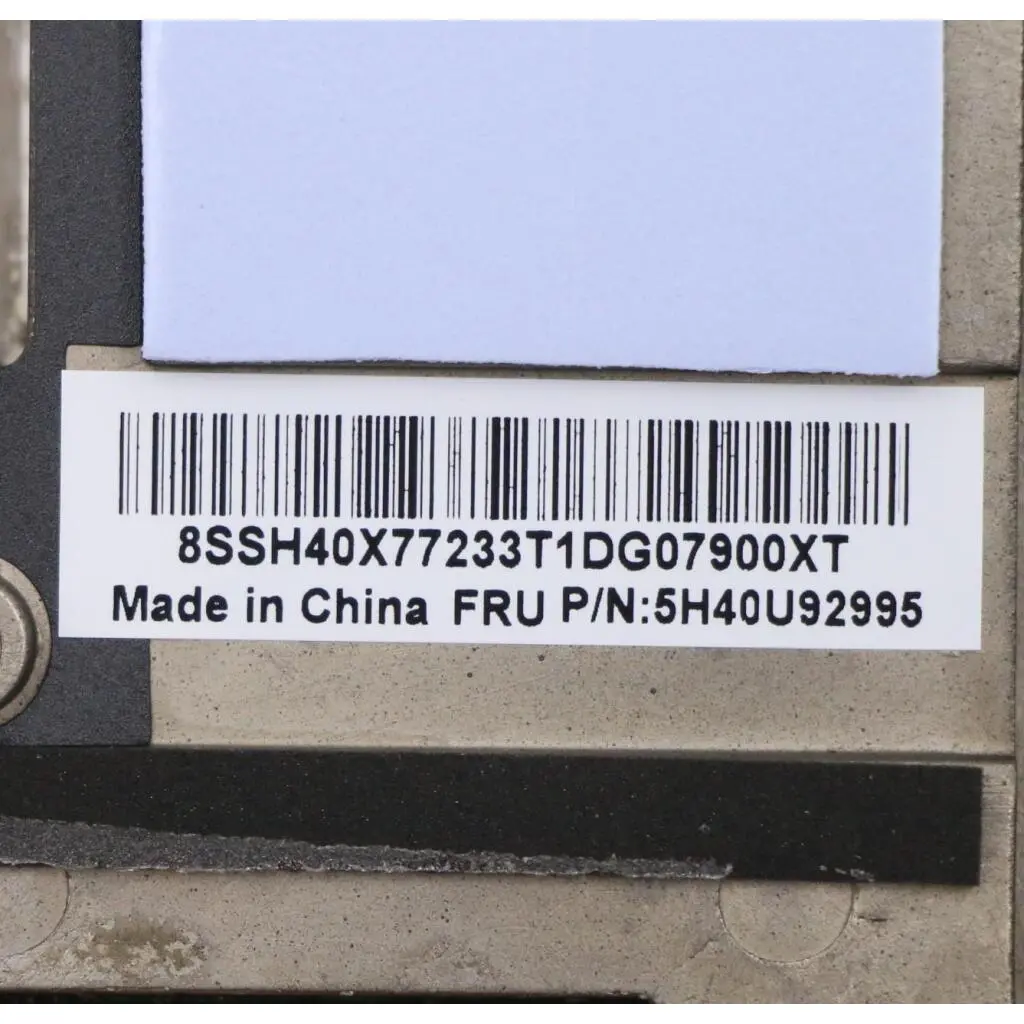 8SSH40X77233T1DG07900XT
Made in China FRU P/N:5H40U92995